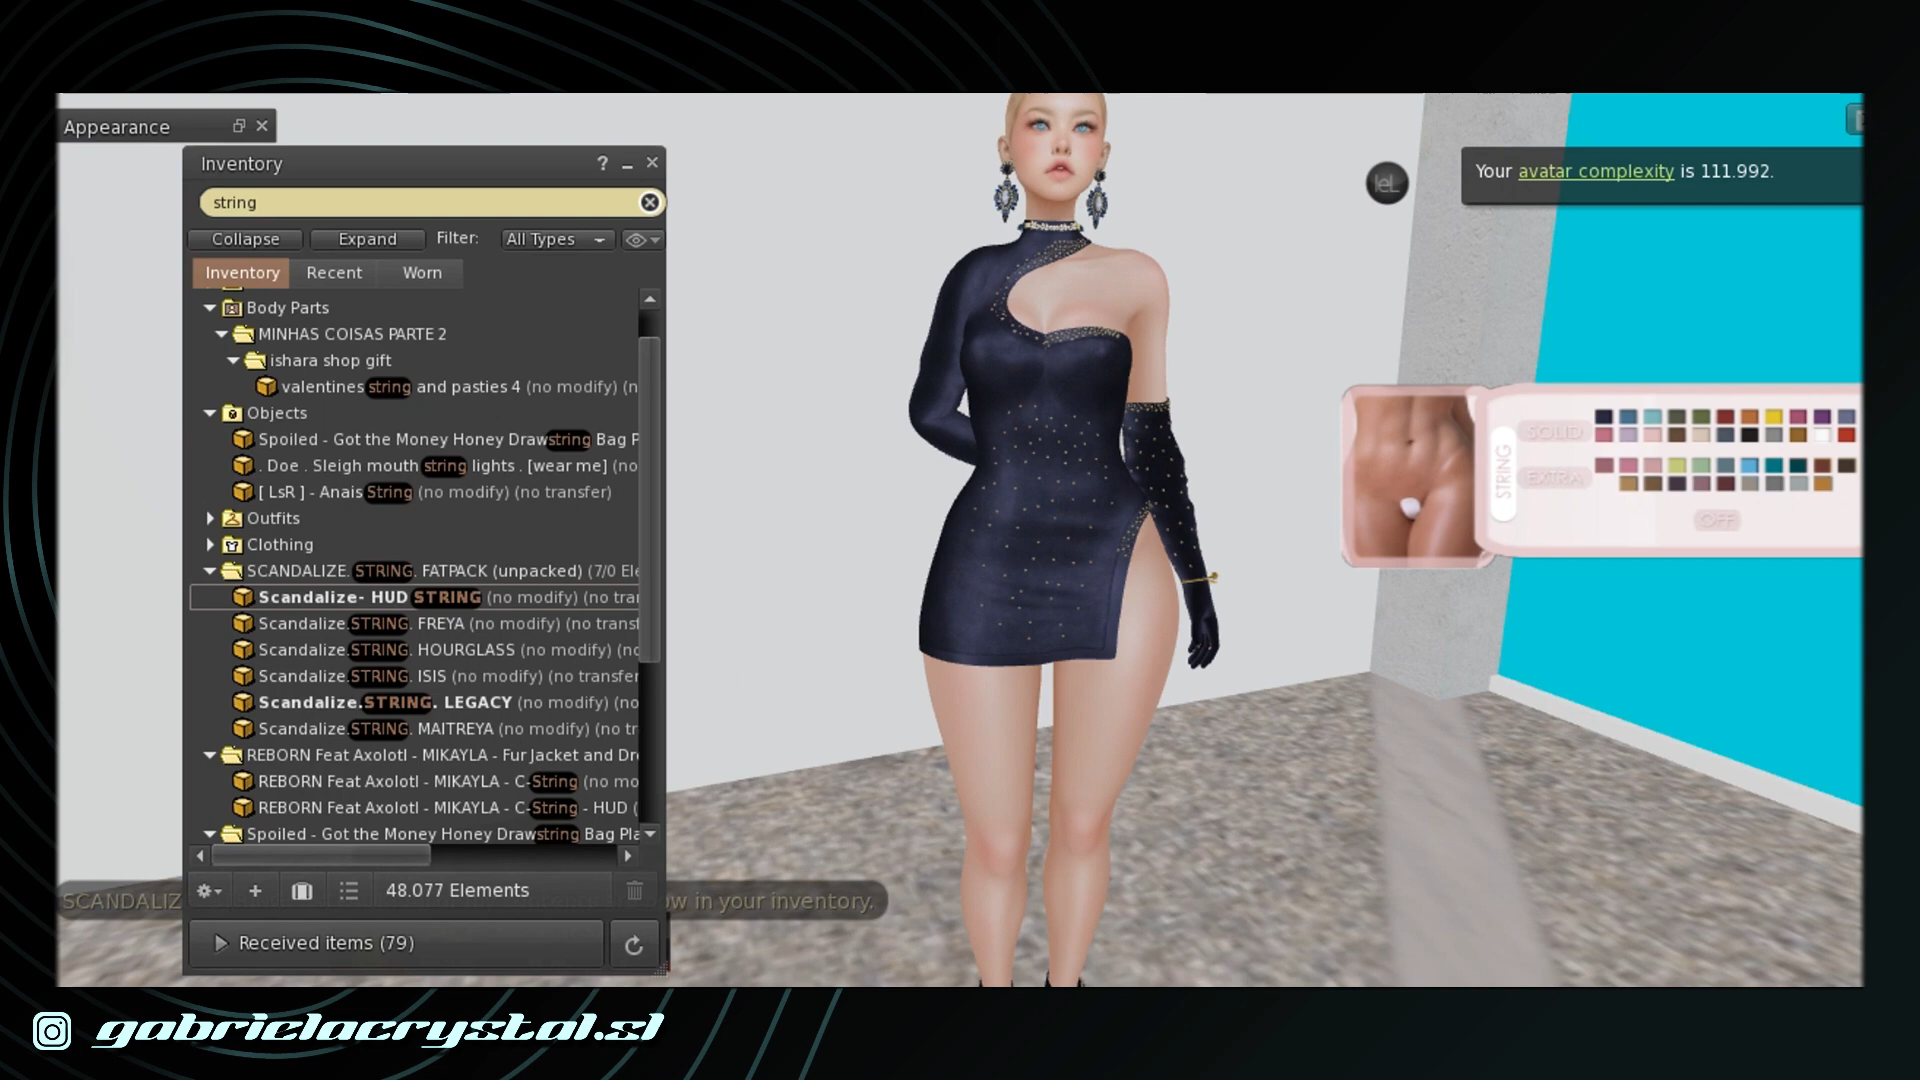 Appearance
Inventory
string
Collapse
Expand
Filter:
All Types
Inventory
Recent
Worn
Body Parts
MINHAS COISAS PARTE 2
ishara shop gift
valentines string and pasties 4 (no modify) (n
Objects
Spoiled - Got the Money Honey Drawstring Bag P
. Doe . Sleigh mouth string lights . [wear me] (no
[ LsR ] - Anais String (no modify) (no transfer)
Outfits
Clothing
SCANDALIZE. STRING. FATPACK (unpacked) (7/0 Ele
Scandalize- HUD STRING (no modify) (no tra
Scandalize.STRING. FREYA (no modify) (no transf
Scandalize.STRING. HOURGLASS (no modify) (no
Scandalize.STRING. ISIS (no modify) (no transfer
Scandalize.STRING. LEGACY (no modify) (no
Scandalize.STRING. MAITREYA (no modify) (no tr
REBORN Feat Axolotl - MIKAYLA - Fur Jacket and Dr
REBORN Feat Axolotl - MIKAYLA - C-String (no mo
REBORN Feat Axolotl - MIKAYLA - C-String - HUD (
Spoiled - Got the Money Honey Drawstring Bag Pla
48.077 Elements
Received items (79)
SCANDALIZ
ow in your inventory.
leL
Your avatar complexity is 111.992.
STRING
SOLID
EXTRA
OFF
gabrielacrystal.sl